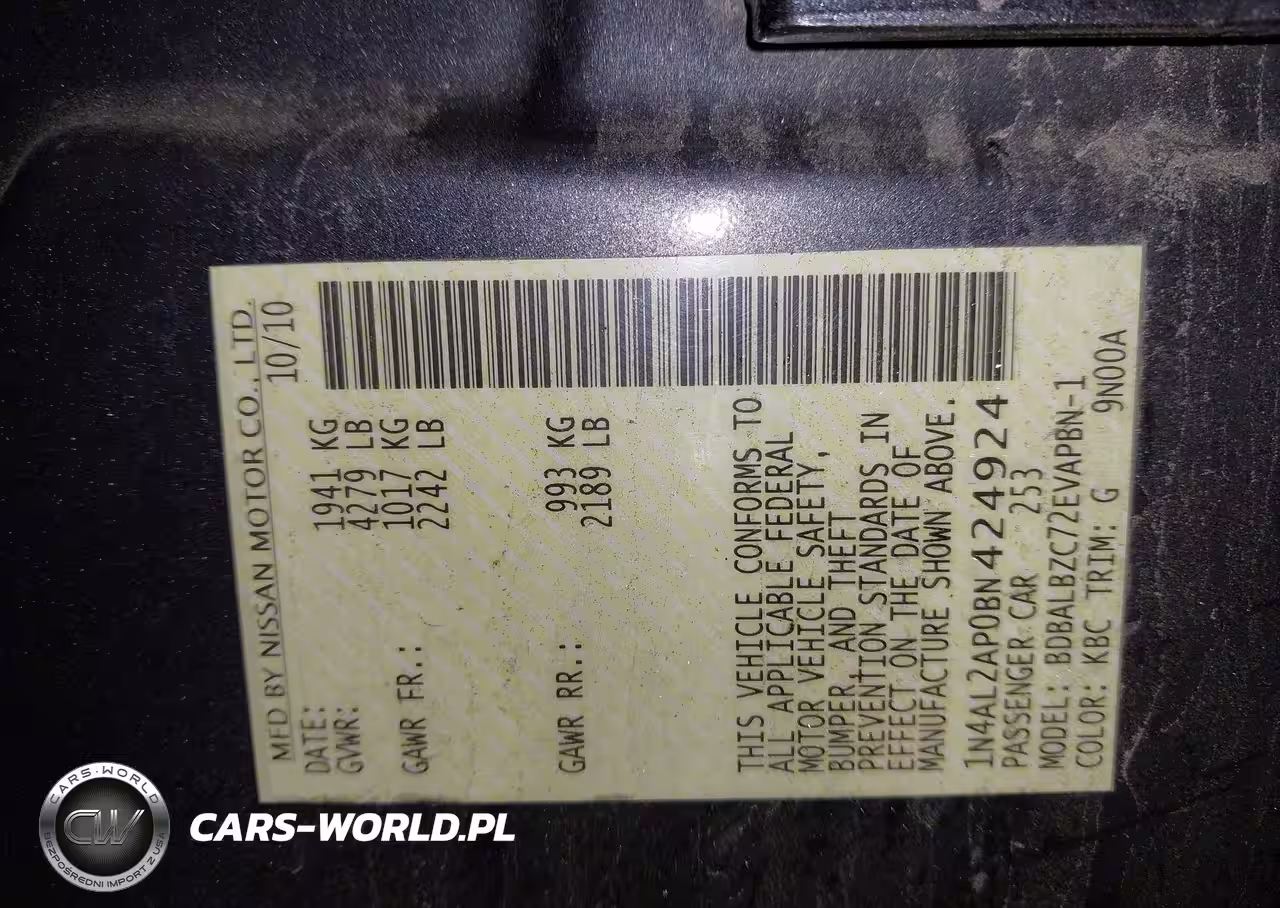 MFD BY NISSAN MOTOR CO., LTD.
DATE: 10/10
GVWR: 1941 KG
4279 LB
GAWR FR.: 1017 KG
2242 LB
GAWR RR.: 993 KG
2189 LB
THIS VEHICLE CONFORMS TO
ALL APPLICABLE FEDERAL
MOTOR VEHICLE SAFETY,
BUMPER, AND THEFT
PREVENTION STANDARDS IN
EFFECT ON THE DATE OF
MANUFACTURE SHOWN ABOVE.
1N4AL2AP0BN424924
PASSENGER CAR 253
MODEL: BDBALBZC72EVAPBN-1
COLOR: KBC TRIM: G 9N00A
CARS-WORLD
CW
BEZPOŚREDNI IMPORT Z USA
CARS-WORLD.PL